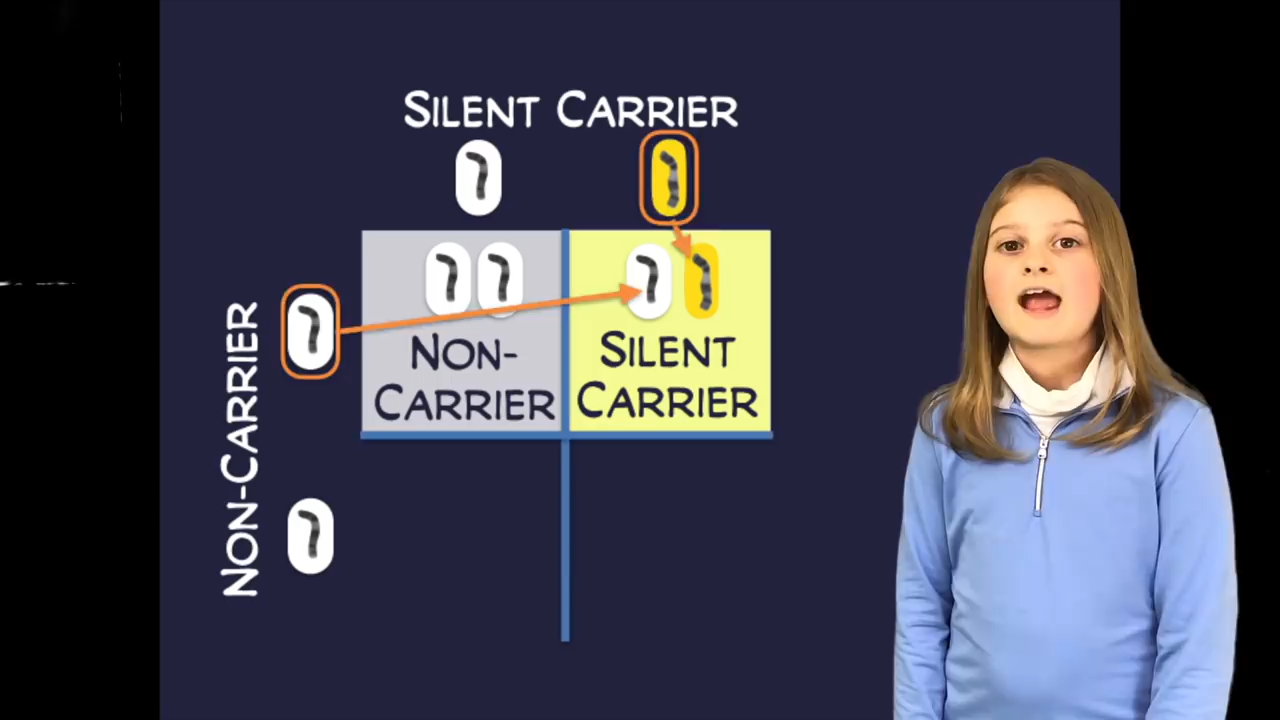 SILENT CARRIER
NON-CARRIER
NON-
CARRIER
SILENT
CARRIER